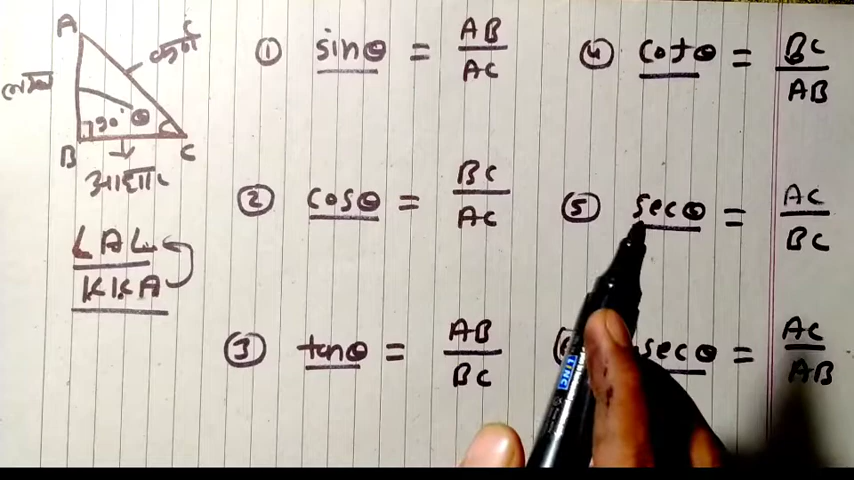 A
C
लम्ब
कर्ण
90° θ
B
C
आधार
LAL
KKA
① sinθ = AB/AC
② cosθ = BC/AC
③ tanθ = AB/BC
④ cotθ = BC/AB
⑤ secθ = AC/BC
secθ = AC/AB
LINC